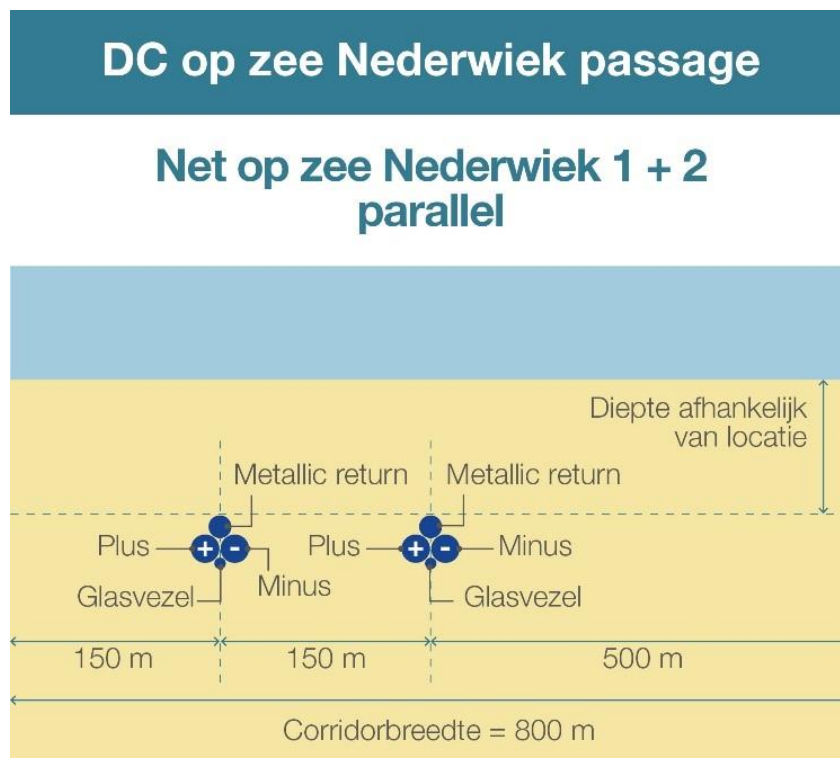 DC op zee Nederwiek passage
Net op zee Nederwiek 1 + 2
parallel
Diepte afhankelijk
van locatie
Metallic return
Metallic return
Plus
+
-
Plus
+
-
Minus
Glasvezel
Minus
Glasvezel
150 m
150 m
500 m
Corridorbreedte = 800 m